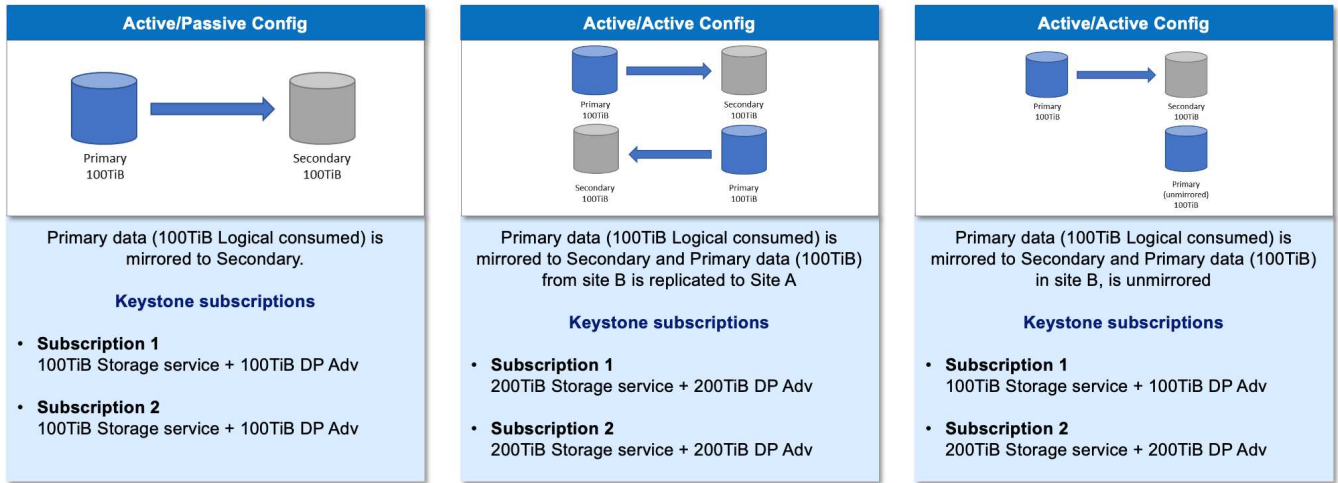 Active/Passive Config
Primary
100TiB
Secondary
100TiB
Primary data (100TiB Logical consumed) is
mirrored to Secondary.
Keystone subscriptions
• Subscription 1
100TiB Storage service + 100TiB DP Adv
• Subscription 2
100TiB Storage service + 100TiB DP Adv
Active/Active Config
Primary
100TiB
Secondary
100TiB
Secondary
100TiB
Primary
100TiB
Primary data (100TiB Logical consumed) is
mirrored to Secondary and Primary data (100TiB)
from site B is replicated to Site A
Keystone subscriptions
• Subscription 1
200TiB Storage service + 200TiB DP Adv
• Subscription 2
200TiB Storage service + 200TiB DP Adv
Active/Active Config
Primary
100TiB
Secondary
100TiB
Primary
(unmirrored)
100TiB
Primary data (100TiB Logical consumed) is
mirrored to Secondary and Primary data (100TiB)
in site B, is unmirrored
Keystone subscriptions
• Subscription 1
100TiB Storage service + 100TiB DP Adv
• Subscription 2
200TiB Storage service + 200TiB DP Adv